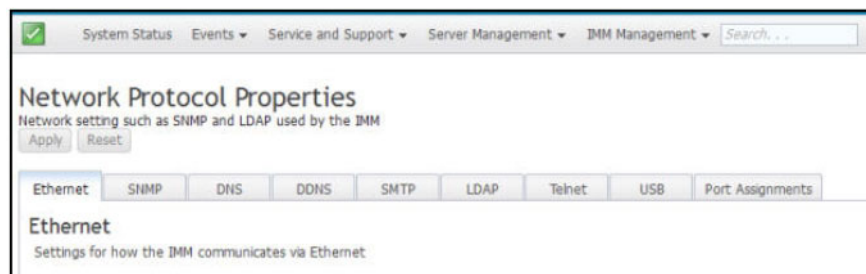 System Status Events Service and Support Server Management IMM Management Search. . .
Network Protocol Properties
Network setting such as SNMP and LDAP used by the IMM
Apply Reset
Ethernet SNMP DNS DDNS SMTP LDAP Telnet USB Port Assignments
Ethernet
Settings for how the IMM communicates via Ethernet